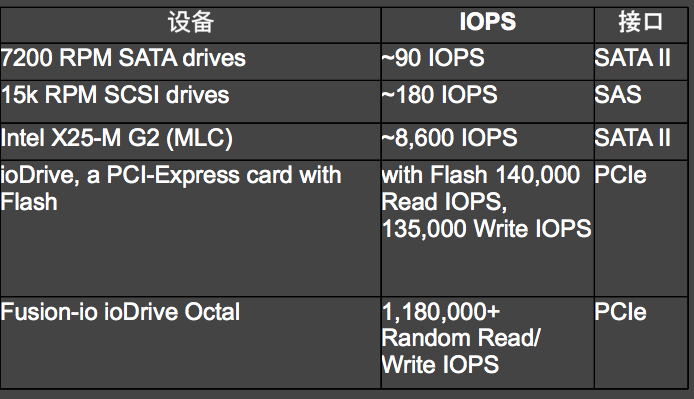 设备 IOPS 接口
7200 RPM SATA drives ~90 IOPS SATA II
15k RPM SCSI drives ~180 IOPS SAS
Intel X25-M G2 (MLC) ~8,600 IOPS SATA II
ioDrive, a PCI-Express card with Flash with Flash 140,000 Read IOPS, 135,000 Write IOPS PCIe
Fusion-io ioDrive Octal 1,180,000+ Random Read/ Write IOPS PCIe